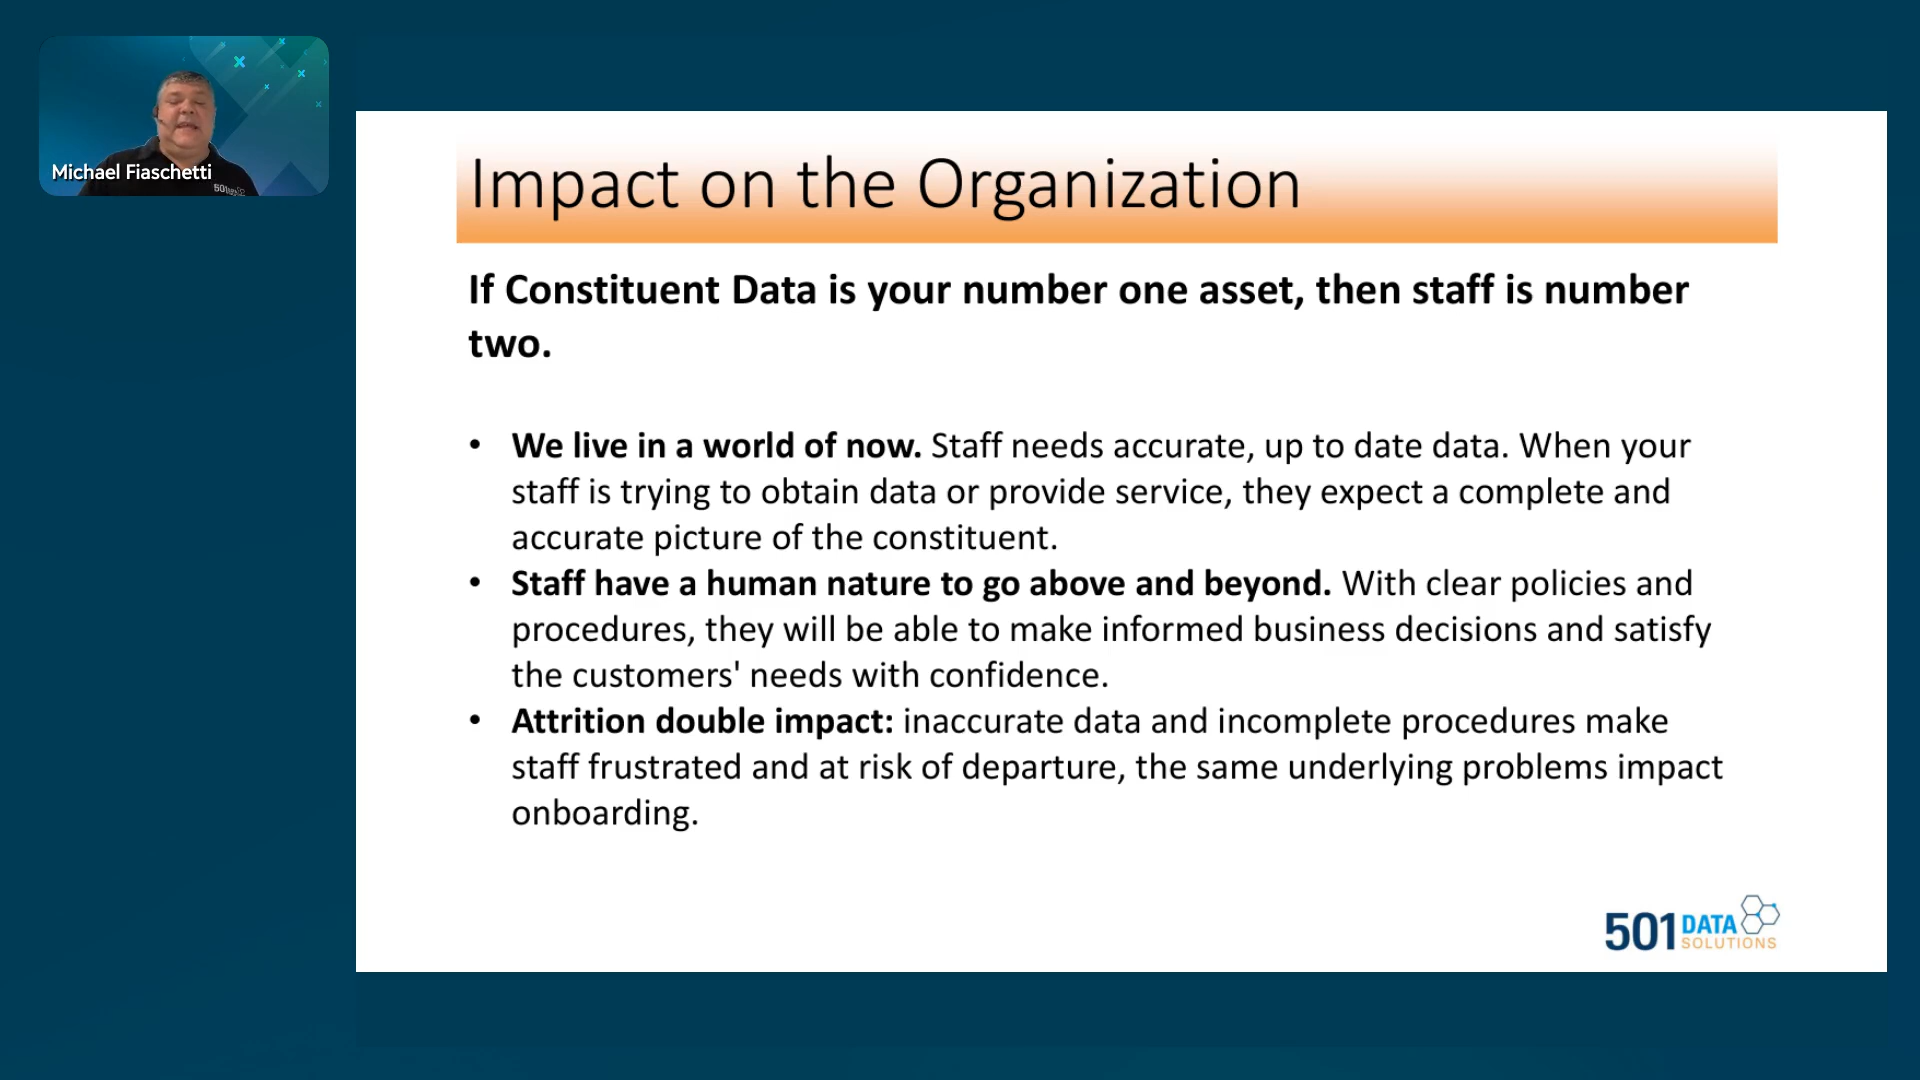 Michael Fiaschetti
Impact on the Organization
If Constituent Data is your number one asset, then staff is number
two.
• We live in a world of now. Staff needs accurate, up to date data. When your
staff is trying to obtain data or provide service, they expect a complete and
accurate picture of the constituent.
• Staff have a human nature to go above and beyond. With clear policies and
procedures, they will be able to make informed business decisions and satisfy
the customers' needs with confidence.
• Attrition double impact: inaccurate data and incomplete procedures make
staff frustrated and at risk of departure, the same underlying problems impact
onboarding.
501 DATA
SOLUTIONS